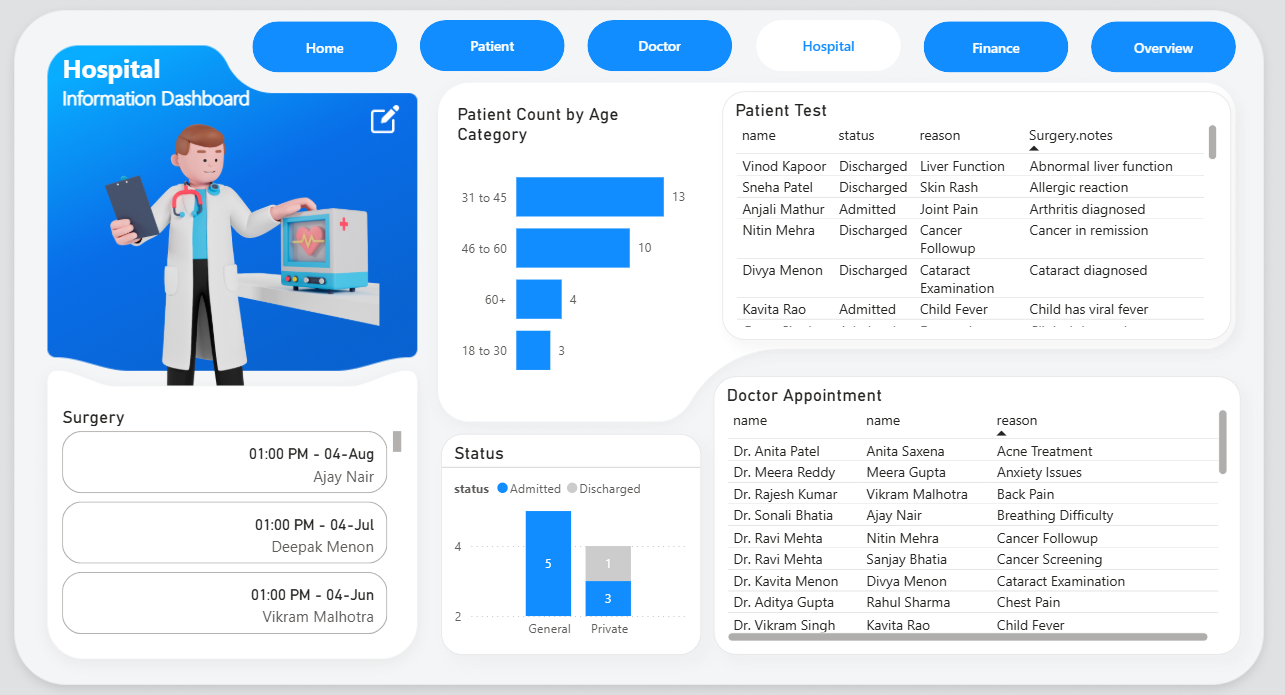 Home
Patient
Doctor
Hospital
Finance
Overview
Hospital
Information Dashboard
Patient Count by Age
Category
31 to 45
13
46 to 60
10
60+
4
18 to 30
3
Patient Test
name status reason Surgery.notes
Vinod Kapoor Discharged Liver Function Abnormal liver function
Sneha Patel Discharged Skin Rash Allergic reaction
Anjali Mathur Admitted Joint Pain Arthritis diagnosed
Nitin Mehra Discharged Cancer Cancer in remission
Followup
Divya Menon Discharged Cataract Cataract diagnosed
Examination
Kavita Rao Admitted Child Fever Child has viral fever
Surgery
01:00 PM - 04-Aug
Ajay Nair
01:00 PM - 04-Jul
Deepak Menon
01:00 PM - 04-Jun
Vikram Malhotra
Status
status Admitted Discharged
4
2
5
1
3
General Private
Doctor Appointment
name name reason
Dr. Anita Patel Anita Saxena Acne Treatment
Dr. Meera Reddy Meera Gupta Anxiety Issues
Dr. Rajesh Kumar Vikram Malhotra Back Pain
Dr. Sonali Bhatia Ajay Nair Breathing Difficulty
Dr. Ravi Mehta Nitin Mehra Cancer Followup
Dr. Ravi Mehta Sanjay Bhatia Cancer Screening
Dr. Kavita Menon Divya Menon Cataract Examination
Dr. Aditya Gupta Rahul Sharma Chest Pain
Dr. Vikram Singh Kavita Rao Child Fever